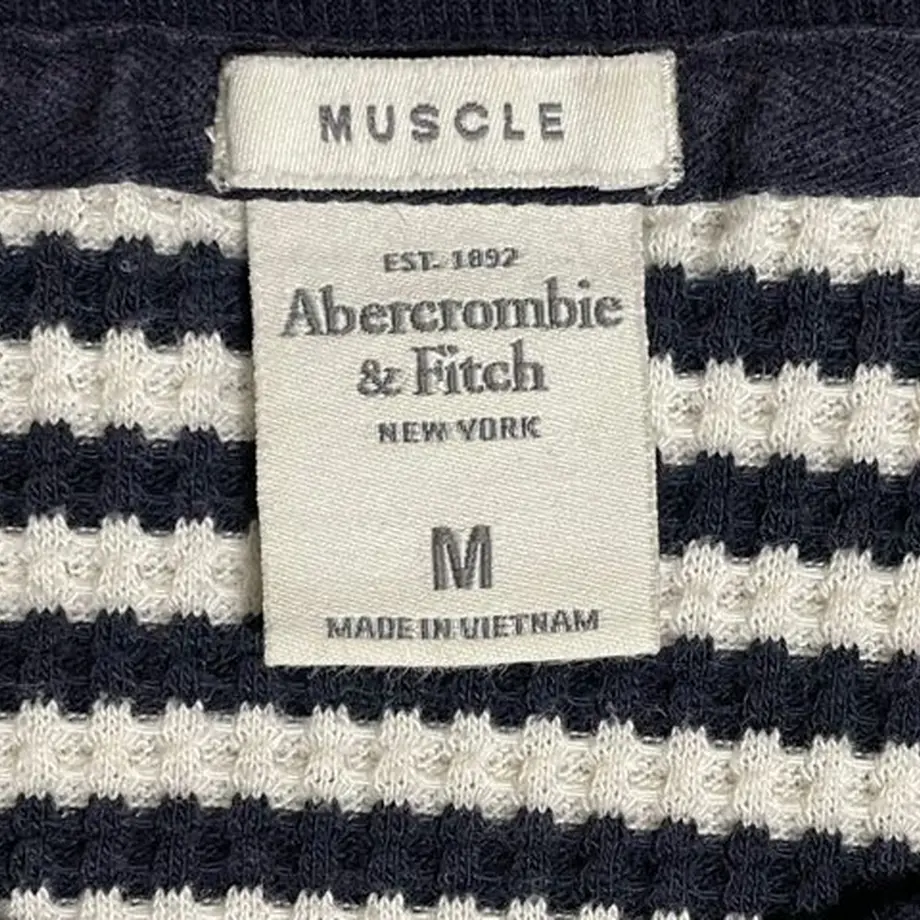 MUSCLE
EST. 1892
Abercrombie
& Fitch
NEW YORK
M
MADE IN VIETNAM